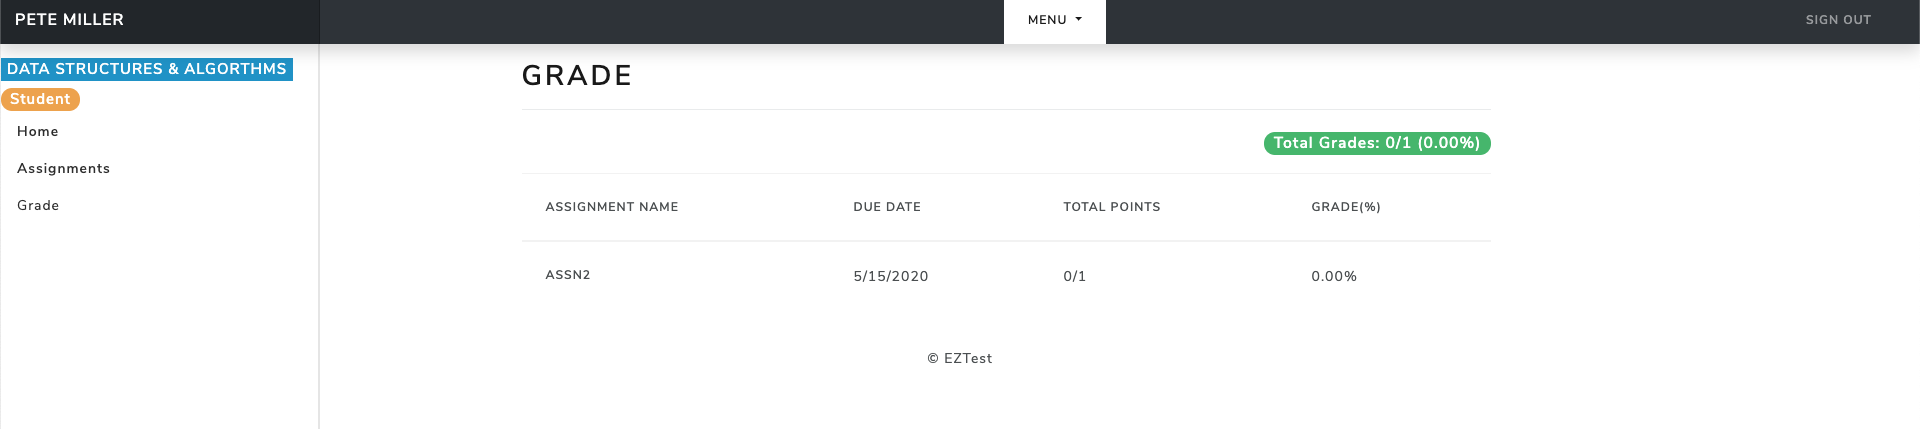 PETE MILLER
MENU
SIGN OUT
DATA STRUCTURES & ALGORTHMS
Student
Home
Assignments
Grade
GRADE
Total Grades: 0/1 (0.00%)
ASSIGNMENT NAME DUE DATE TOTAL POINTS GRADE(%)
ASSN2 5/15/2020 0/1 0.00%
© EZTest